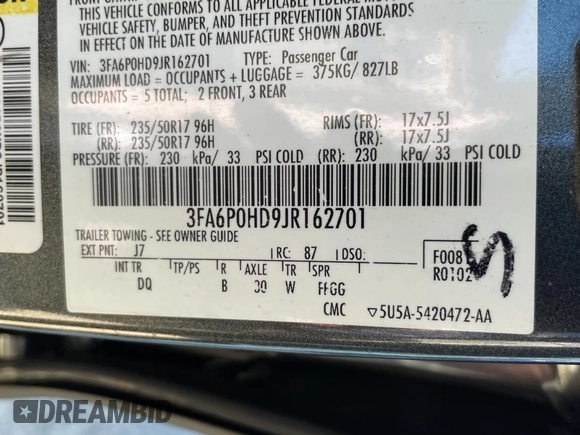 THIS VEHICLE CONFORMS TO ALL APPLICABLE FEDERAL MOTOR
VEHICLE SAFETY, BUMPER, AND THEFT PREVENTION STANDARDS
IN EFFECT ON THE DATE OF MANUFACTURE SHOWN ABOVE.
VIN: 3FA6P0HD9JR162701 TYPE: Passenger Car
MAXIMUM LOAD = OCCUPANTS + LUGGAGE = 375KG/ 827LB
OCCUPANTS = 5 TOTAL; 2 FRONT, 3 REAR
TIRE (FR): 235/50R17 96H RIMS (FR): 17x7.5J
(RR): 235/50R17 96H (RR): 17x7.5J
PRESSURE (FR): 230 kPa/ 33 PSI COLD (RR): 230 kPa/ 33 PSI COLD
3FA6P0HD9JR162701
TRAILER TOWING - SEE OWNER GUIDE
EXT PNT: J7 RC: 87 DSO: F008
R0102
INT TR TP/PS R AXLE TR SPR
DQ B 30 W FFGG
CMC ▽5U5A-5420472-AA
DREAMBID